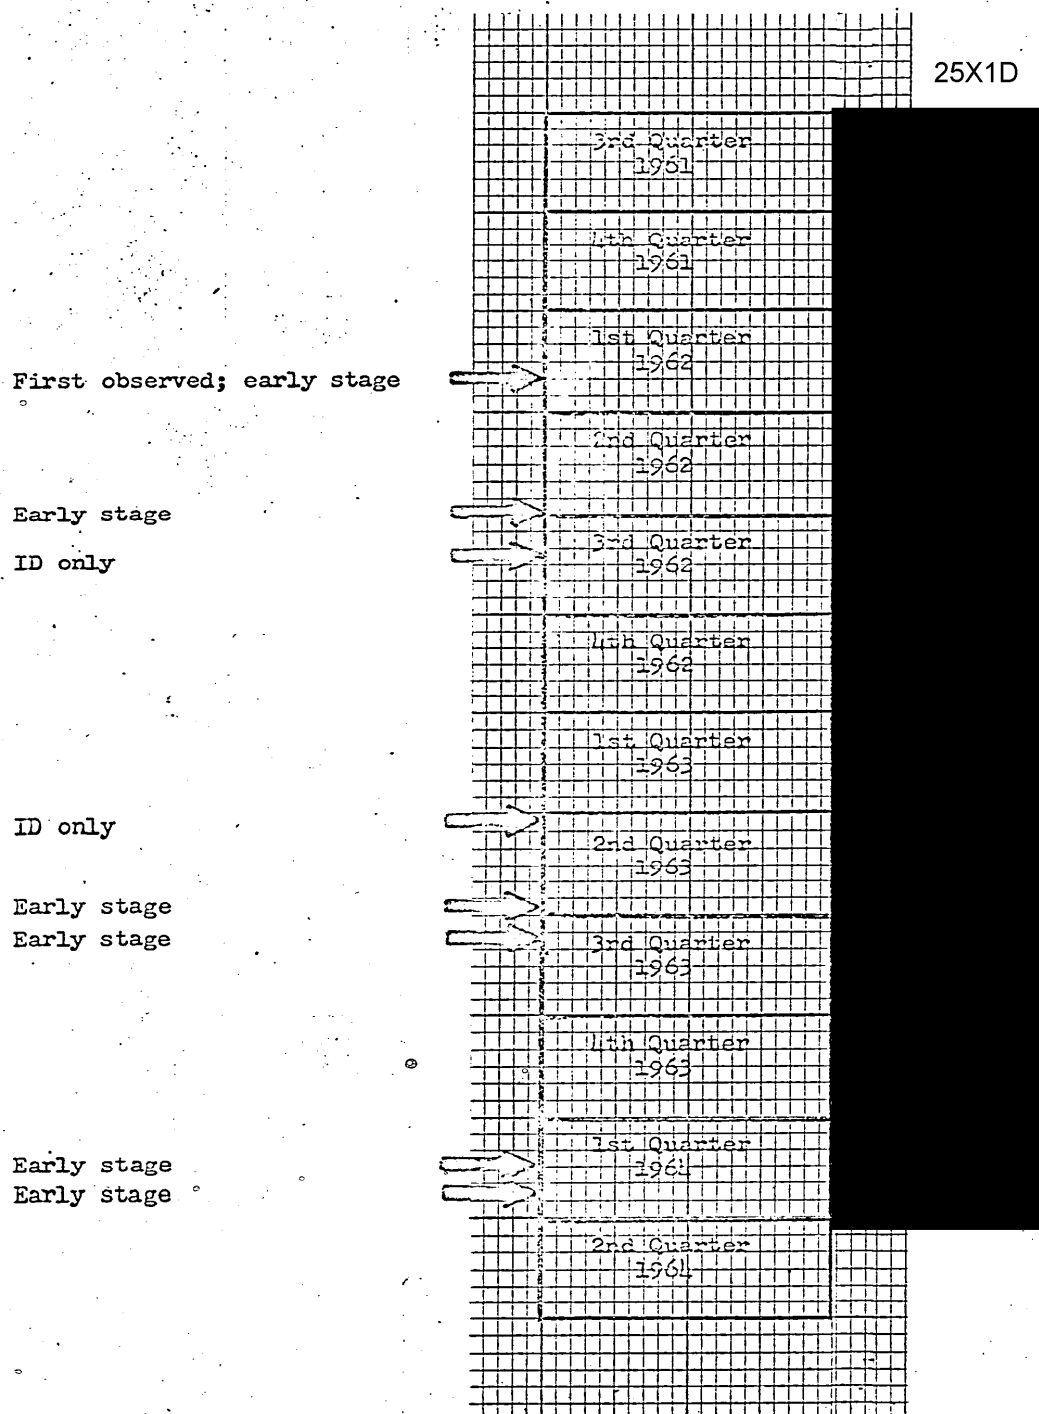 25X1D
3rd Quarter
1961
4th Quarter
1961
1st Quarter
1962
First observed; early stage
2nd Quarter
1962
Early stage
3rd Quarter
1962
ID only
4th Quarter
1962
1st Quarter
1963
ID only
2nd Quarter
1963
Early stage
Early stage
3rd Quarter
1963
4th Quarter
1963
1st Quarter
1964
Early stage
Early stage
2nd Quarter
1964